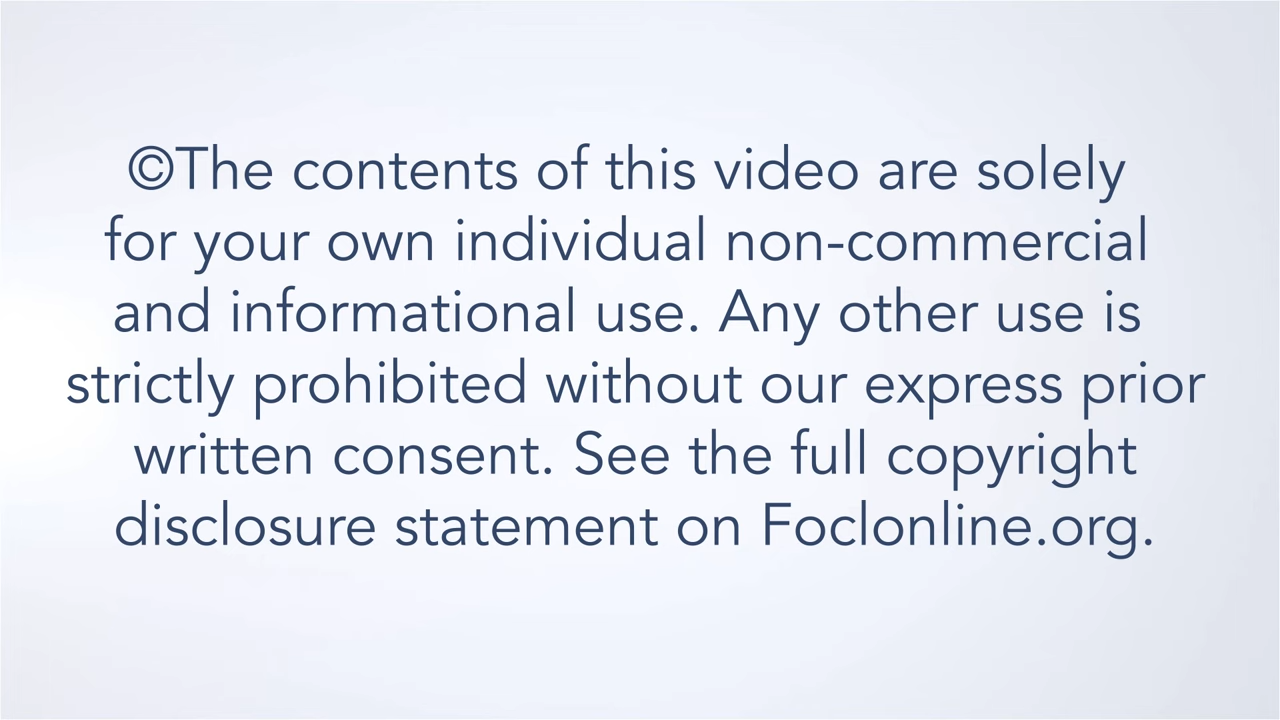 ©The contents of this video are solely
for your own individual non-commercial
and informational use. Any other use is
strictly prohibited without our express prior
written consent. See the full copyright
disclosure statement on Foclonline.org.